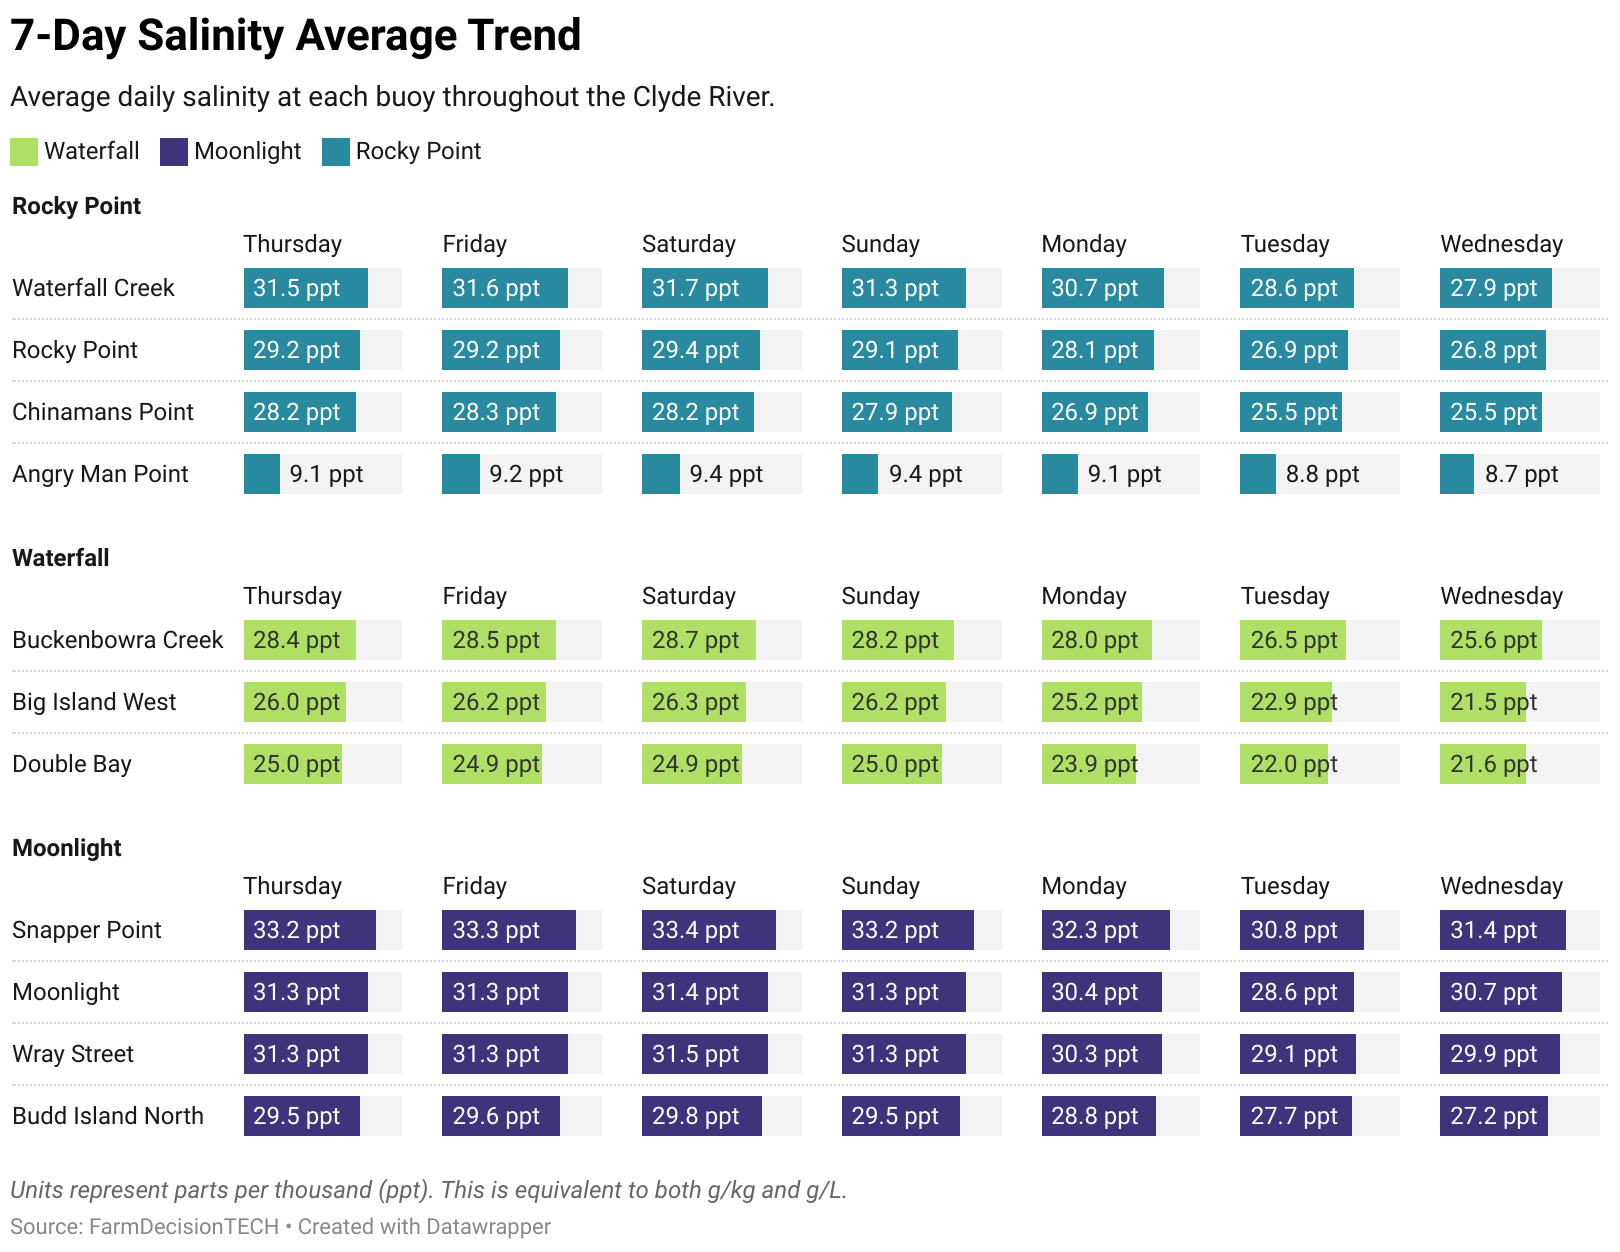 7-Day Salinity Average Trend
Average daily salinity at each buoy throughout the Clyde River.
Waterfall Moonlight Rocky Point
Rocky Point
Thursday Friday Saturday Sunday Monday Tuesday Wednesday
Waterfall Creek 31.5 ppt 31.6 ppt 31.7 ppt 31.3 ppt 30.7 ppt 28.6 ppt 27.9 ppt
Rocky Point 29.2 ppt 29.2 ppt 29.4 ppt 29.1 ppt 28.1 ppt 26.9 ppt 26.8 ppt
Chinamans Point 28.2 ppt 28.3 ppt 28.2 ppt 27.9 ppt 26.9 ppt 25.5 ppt 25.5 ppt
Angry Man Point 9.1 ppt 9.2 ppt 9.4 ppt 9.4 ppt 9.1 ppt 8.8 ppt 8.7 ppt
Waterfall
Thursday Friday Saturday Sunday Monday Tuesday Wednesday
Buckenbowra Creek 28.4 ppt 28.5 ppt 28.7 ppt 28.2 ppt 28.0 ppt 26.5 ppt 25.6 ppt
Big Island West 26.0 ppt 26.2 ppt 26.3 ppt 26.2 ppt 25.2 ppt 22.9 ppt 21.5 ppt
Double Bay 25.0 ppt 24.9 ppt 24.9 ppt 25.0 ppt 23.9 ppt 22.0 ppt 21.6 ppt
Moonlight
Thursday Friday Saturday Sunday Monday Tuesday Wednesday
Snapper Point 33.2 ppt 33.3 ppt 33.4 ppt 33.2 ppt 32.3 ppt 30.8 ppt 31.4 ppt
Moonlight 31.3 ppt 31.3 ppt 31.4 ppt 31.3 ppt 30.4 ppt 28.6 ppt 30.7 ppt
Wray Street 31.3 ppt 31.3 ppt 31.5 ppt 31.3 ppt 30.3 ppt 29.1 ppt 29.9 ppt
Budd Island North 29.5 ppt 29.6 ppt 29.8 ppt 29.5 ppt 28.8 ppt 27.7 ppt 27.2 ppt
Units represent parts per thousand (ppt). This is equivalent to both g/kg and g/L.
Source: FarmDecisionTECH • Created with Datawrapper